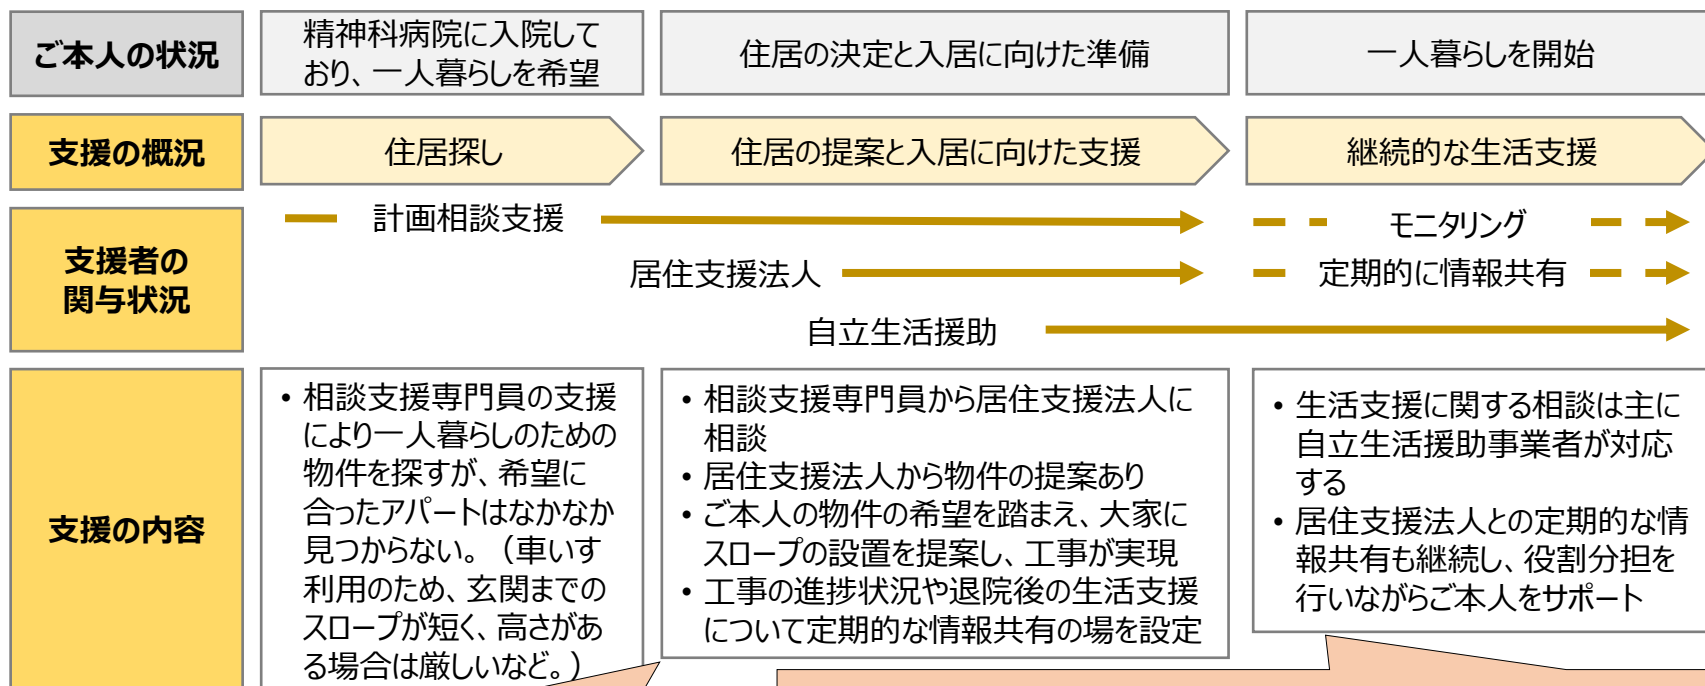 ご本人の状況
精神科病院に入院して
おり、一人暮らしを希望
住居の決定と入居に向けた準備
一人暮らしを開始
支援の概況
住居探し
住居の提案と入居に向けた支援
継続的な生活支援
支援者の
関与状況
計画相談支援
モニタリング
居住支援法人
定期的に情報共有
自立生活援助
支援の内容
• 相談支援専門員の支援
により一人暮らしのための
物件を探すが、希望に
合ったアパートはなかなか
見つからない。（車いす
利用のため、玄関までの
スロープが短く、高さがあ
る場合は厳しいなど。）
• 相談支援専門員から居住支援法人に
相談
• 居住支援法人から物件の提案あり
• ご本人の物件の希望を踏まえ、大家に
スロープの設置を提案し、工事が実現
• 工事の進捗状況や退院後の生活支援
について定期的な情報共有の場を設定
• 生活支援に関する相談は主に
自立生活援助事業者が対応
する
• 居住支援法人との定期的な情
報共有も継続し、役割分担を
行いながらご本人をサポート